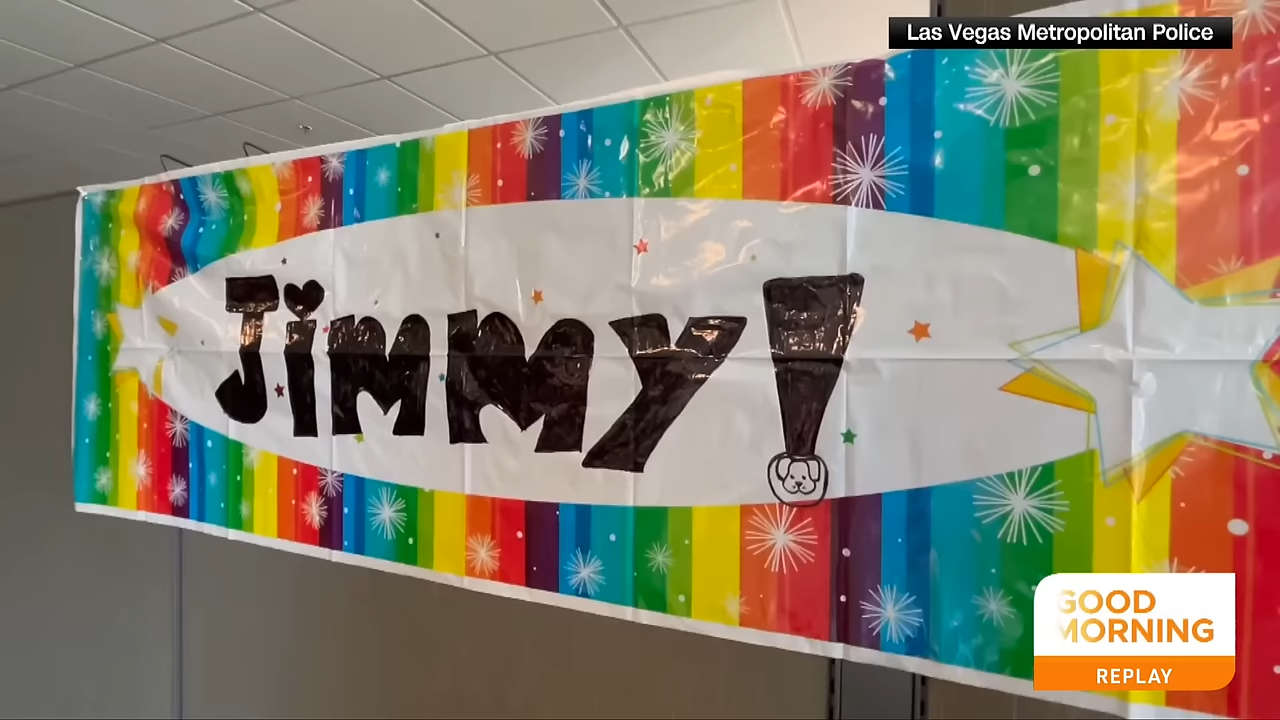 Las Vegas Metropolitan Police
Jimmy!
GOOD
MORNING
REPLAY